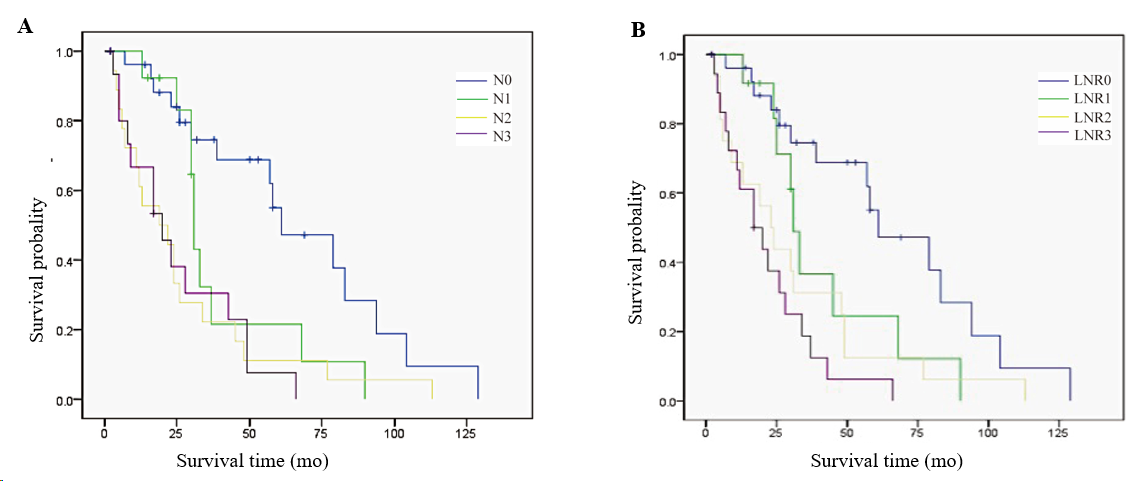 A
Survival probality
1.0
0.8
0.6
0.4
0.2
0.0
0 25 50 75 100 125
Survival time (mo)
N0
N1
N2
N3
B
Survival probality
1.0
0.8
0.6
0.4
0.2
0.0
0 25 50 75 100 125
Survival time (mo)
LNR0
LNR1
LNR2
LNR3